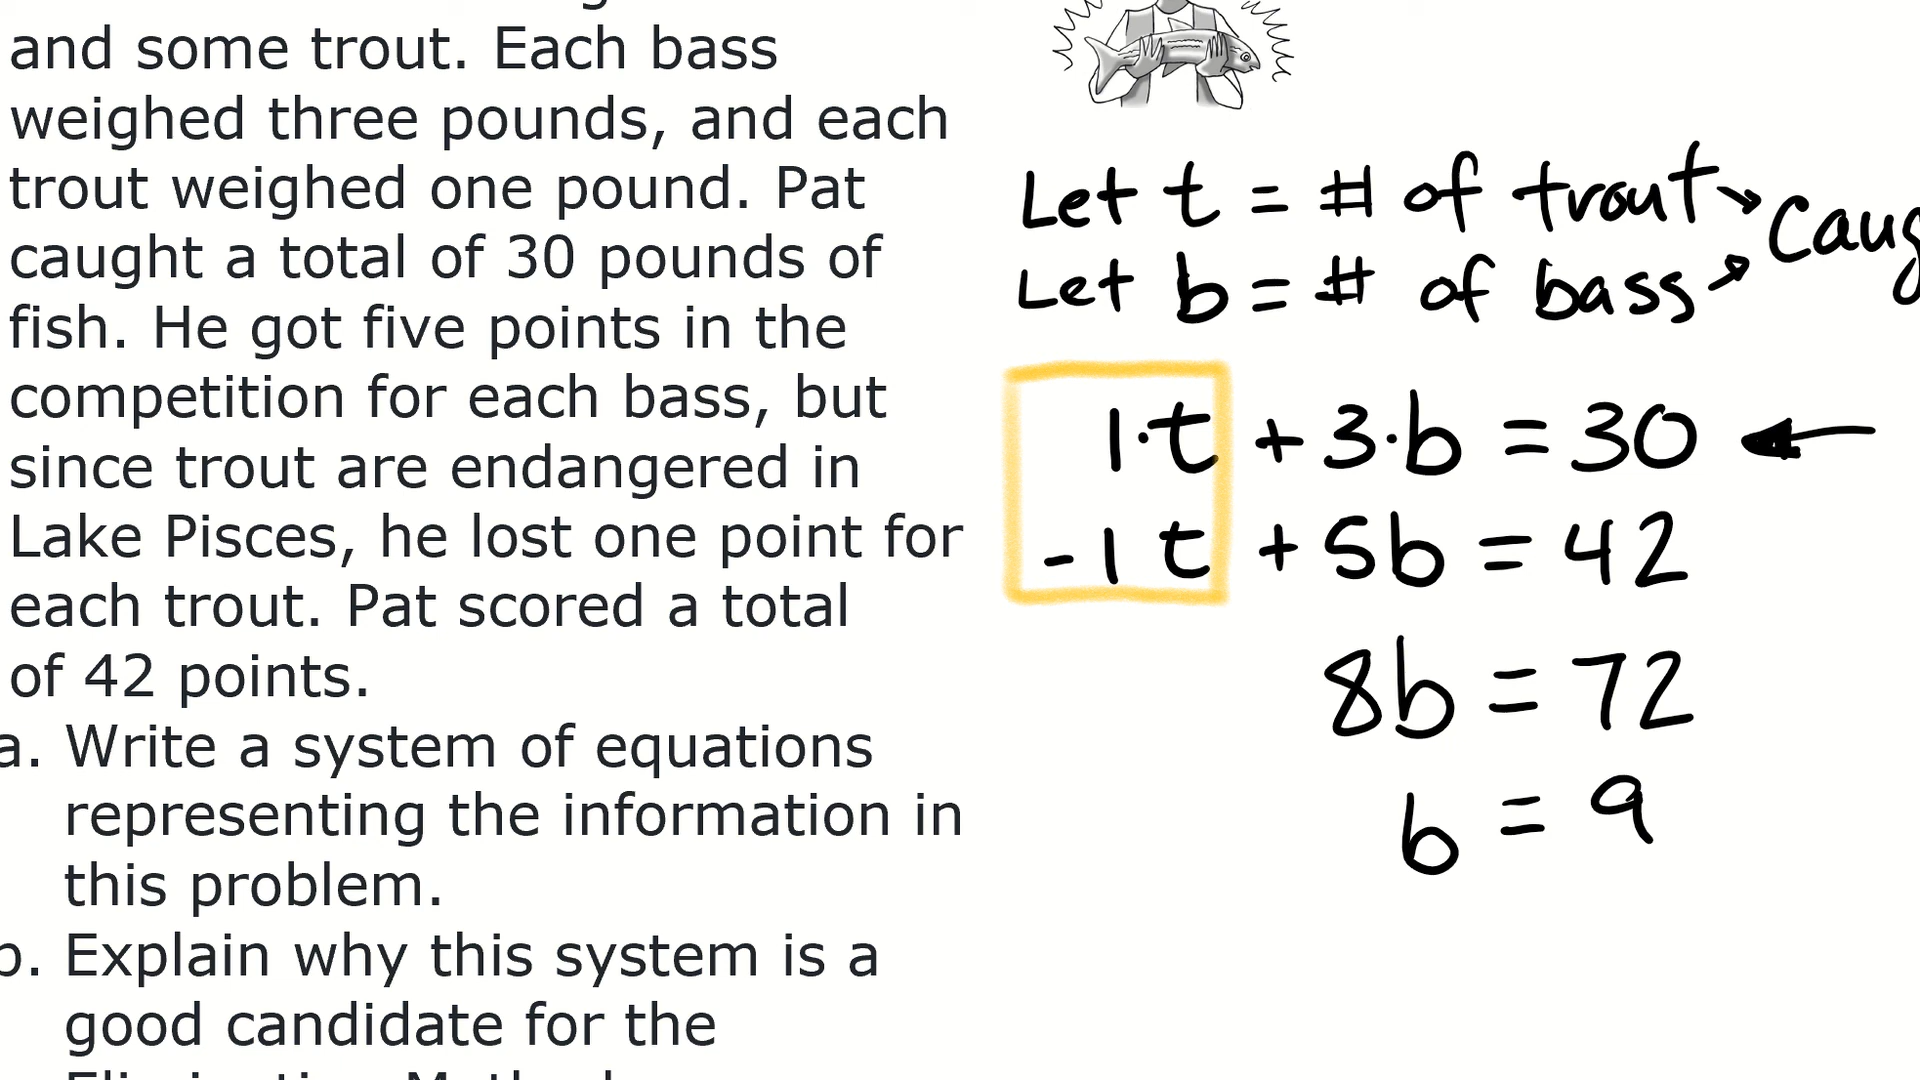 and some trout. Each bass
weighed three pounds, and each
trout weighed one pound. Pat
caught a total of 30 pounds of
fish. He got five points in the
competition for each bass, but
since trout are endangered in
Lake Pisces, he lost one point for
each trout. Pat scored a total
of 42 points.
a. Write a system of equations
representing the information in
this problem.
b. Explain why this system is a
good candidate for the
Let t = # of trout
Caug
Let b = # of bass
1·t + 3·b = 30
-1t + 5b = 42
8b = 72
b = 9